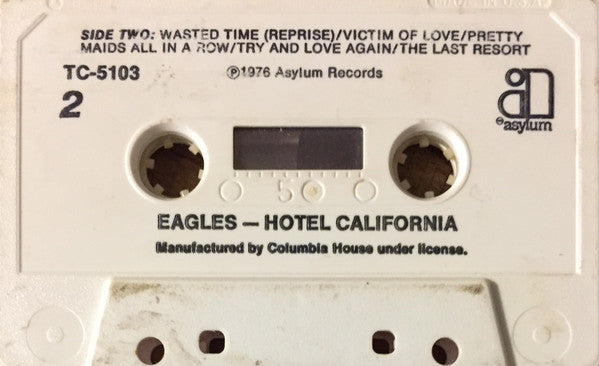 SIDE TWO: WASTED TIME (REPRISE)/VICTIM OF LOVE/PRETTY
MAIDS ALL IN A ROW/TRY AND LOVE AGAIN/THE LAST RESORT
TC-5103
℗1976 Asylum Records
2
asylum
50
EAGLES — HOTEL CALIFORNIA
Manufactured by Columbia House under license.